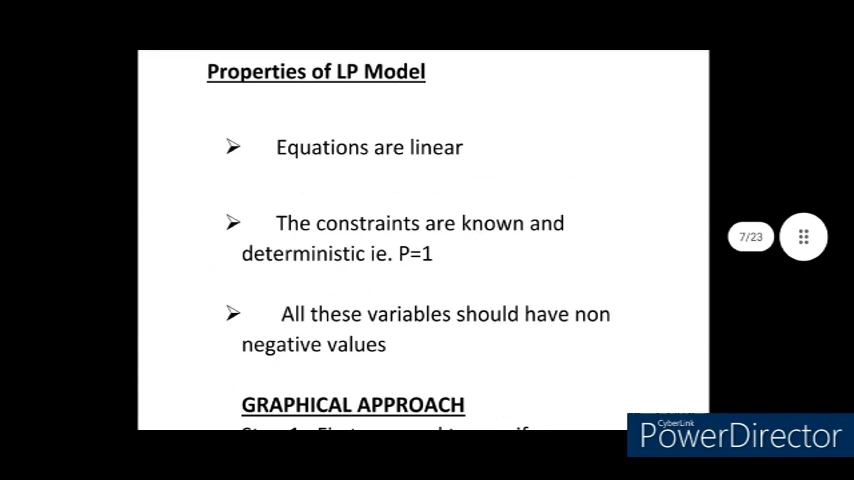 Properties of LP Model
➢ Equations are linear
➢ The constraints are known and
deterministic ie. P=1
7/23
➢ All these variables should have non
negative values
GRAPHICAL APPROACH
CyberLink
PowerDirector